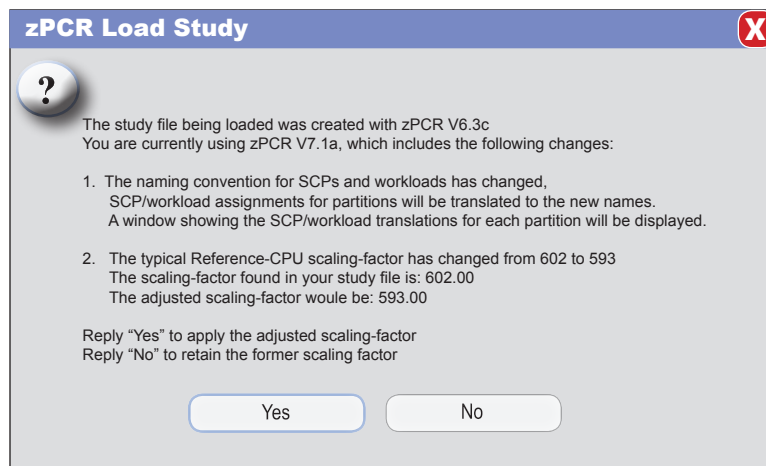 zPCR Load Study
X
?
The study file being loaded was created with zPCR V6.3c
You are currently using zPCR V7.1a, which includes the following changes:
1. The naming convention for SCPs and workloads has changed,
SCP/workload assignments for partitions will be translated to the new names.
A window showing the SCP/workload translations for each partition will be displayed.
2. The typical Reference-CPU scaling-factor has changed from 602 to 593
The scaling-factor found in your study file is: 602.00
The adjusted scaling-factor woule be: 593.00
Reply “Yes” to apply the adjusted scaling-factor
Reply “No” to retain the former scaling factor
Yes
No